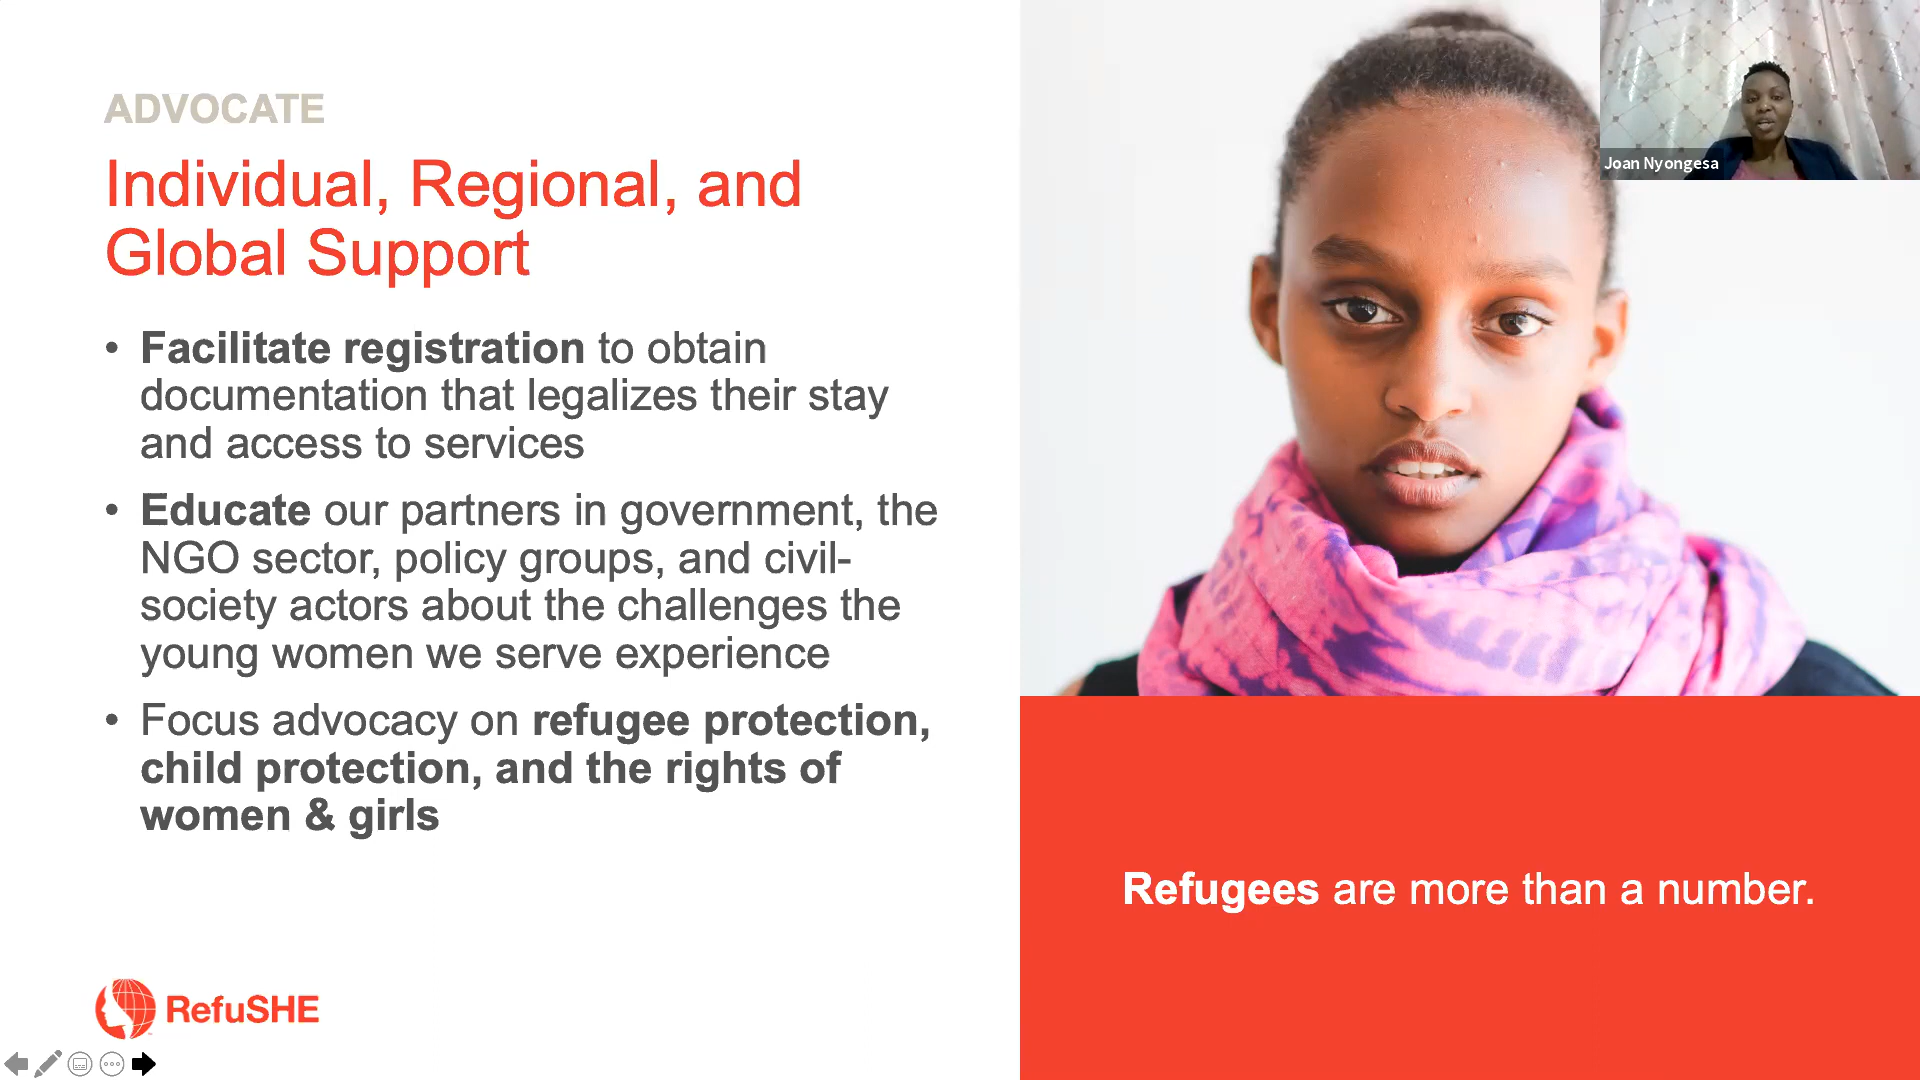 ADVOCATE
Individual, Regional, and
Global Support
• Facilitate registration to obtain
documentation that legalizes their stay
and access to services
• Educate our partners in government, the
NGO sector, policy groups, and civil-
society actors about the challenges the
young women we serve experience
• Focus advocacy on refugee protection,
child protection, and the rights of
women & girls
RefuSHE
Joan Nyongesa
Refugees are more than a number.